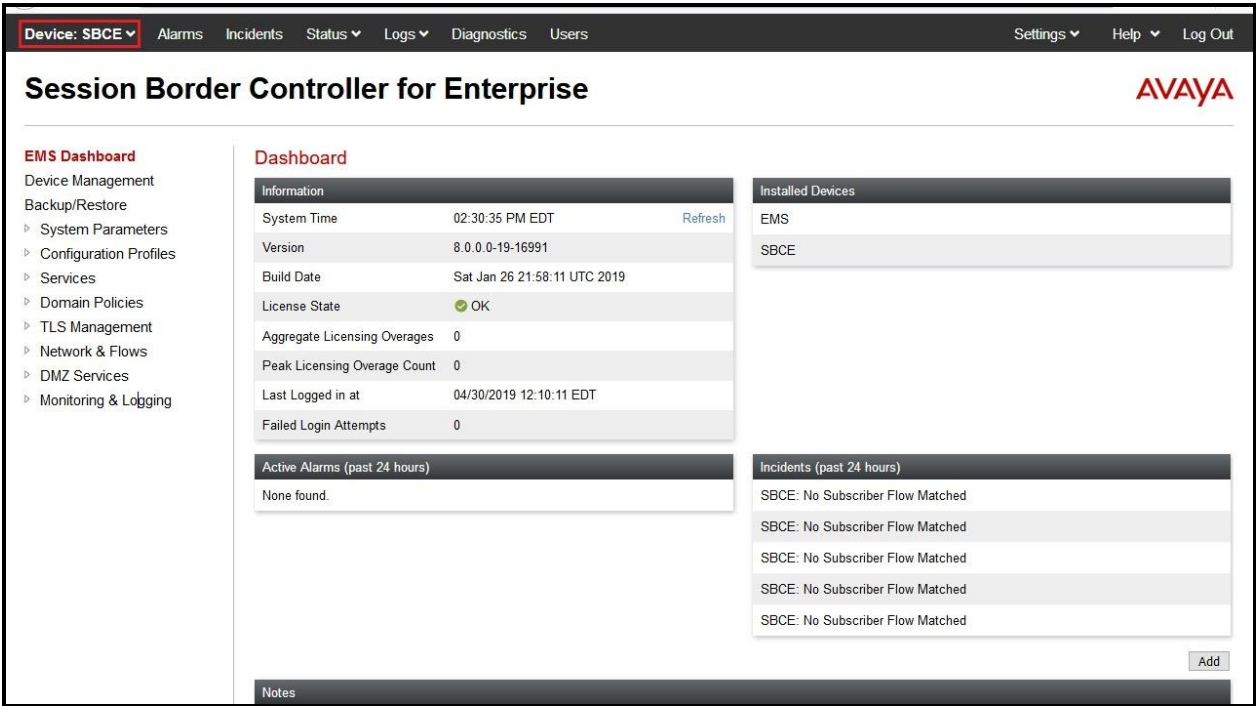 Device: SBCE Alarms Incidents Status Logs Diagnostics Users Settings Help Log Out
Session Border Controller for Enterprise
AVAYA
EMS Dashboard
Device Management
Backup/Restore
System Parameters
Configuration Profiles
Services
Domain Policies
TLS Management
Network & Flows
DMZ Services
Monitoring & Logging
Dashboard
Information
System Time 02:30:35 PM EDT Refresh
Version 8.0.0.0-19-16991
Build Date Sat Jan 26 21:58:11 UTC 2019
License State OK
Aggregate Licensing Overages 0
Peak Licensing Overage Count 0
Last Logged in at 04/30/2019 12:10:11 EDT
Failed Login Attempts 0
Installed Devices
EMS
SBCE
Active Alarms (past 24 hours)
None found.
Incidents (past 24 hours)
SBCE: No Subscriber Flow Matched
SBCE: No Subscriber Flow Matched
SBCE: No Subscriber Flow Matched
SBCE: No Subscriber Flow Matched
SBCE: No Subscriber Flow Matched
Add
Notes